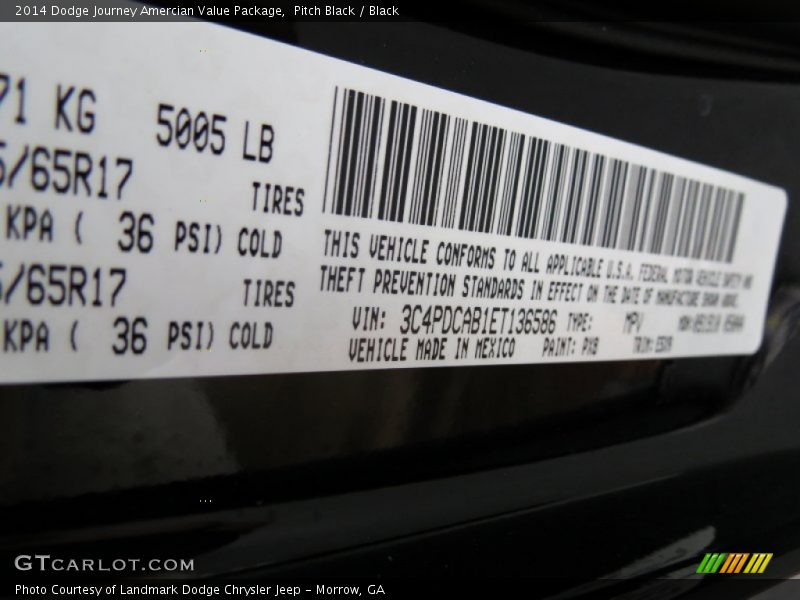 2014 Dodge Journey Amercian Value Package, Pitch Black / Black
71 KG 5005 LB
/65R17 TIRES
KPA ( 36 PSI) COLD
/65R17 TIRES
KPA ( 36 PSI) COLD
THIS VEHICLE CONFORMS TO ALL APPLICABLE U.S.A. FEDERAL MOTOR VEHICLE SAFETY AND
THEFT PREVENTION STANDARDS IN EFFECT ON THE DATE OF MANUFACTURE SHOWN ABOVE.
VIN: 3C4PDCAB1ET136586 TYPE: MPV
VEHICLE MADE IN MEXICO PAINT: PX8 TRIM:
GTCARLOT.COM
Photo Courtesy of Landmark Dodge Chrysler Jeep - Morrow, GA